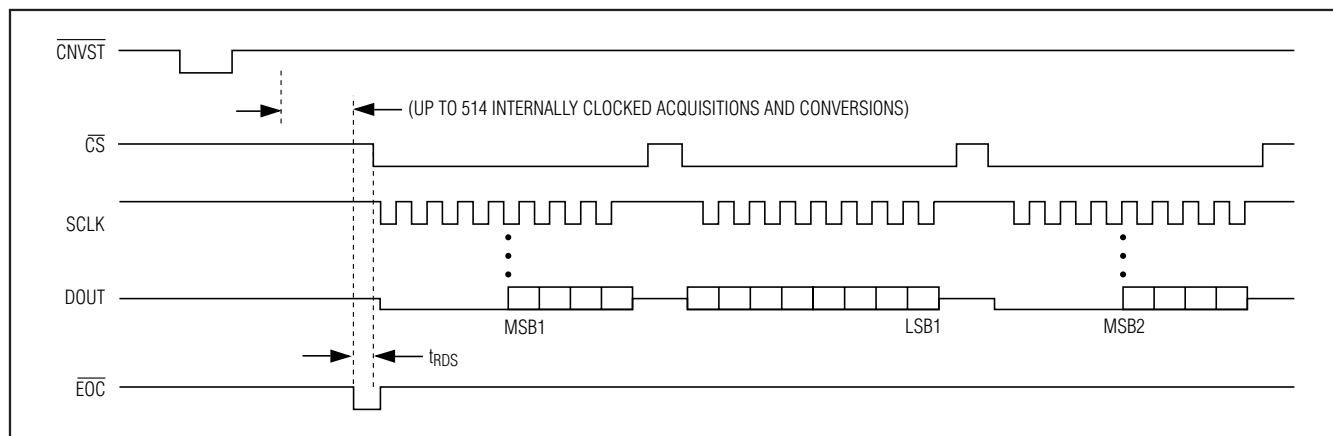 CNVST
(UP TO 514 INTERNALLY CLOCKED ACQUISITIONS AND CONVERSIONS)
CS
SCLK
DOUT
MSB1 LSB1 MSB2
tRDS
EOC